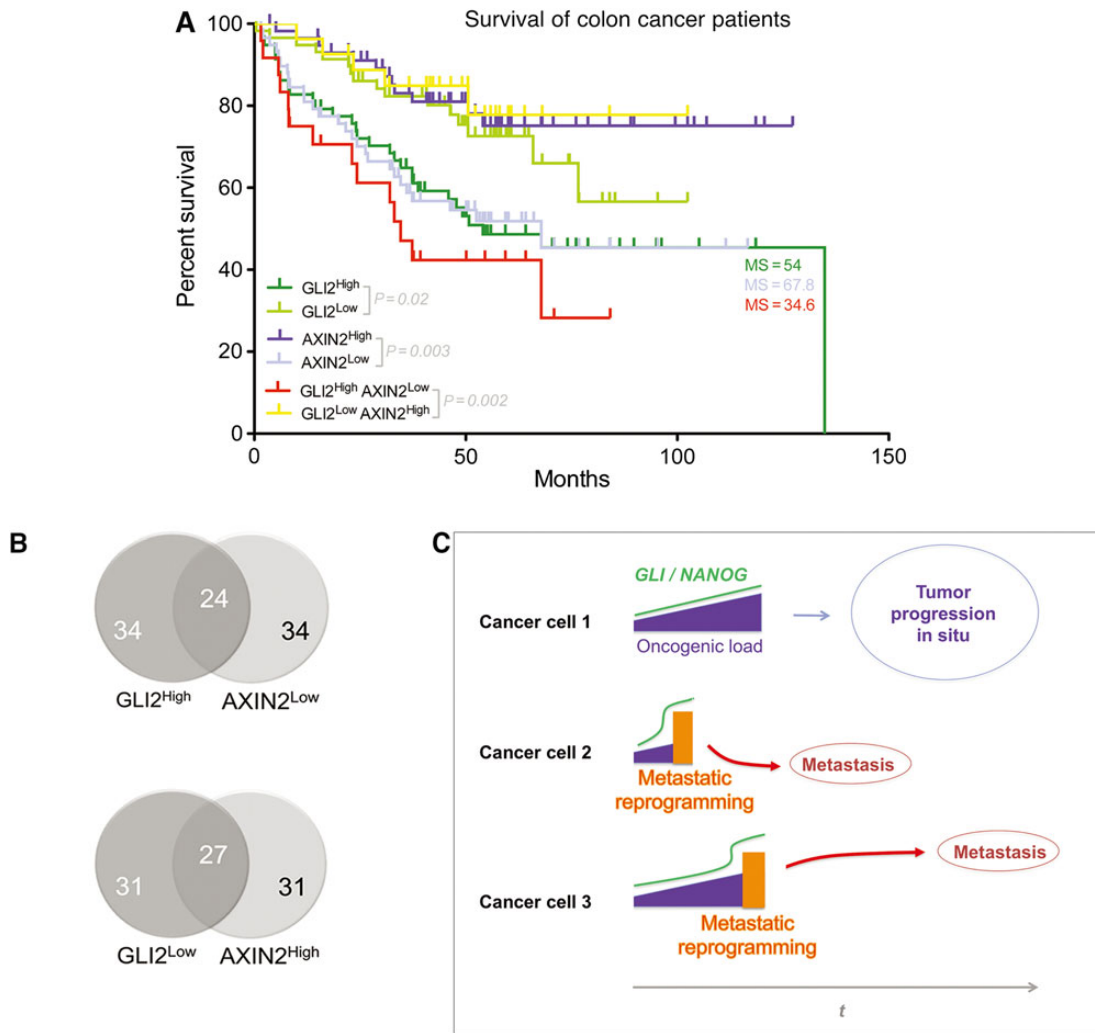 A
Survival of colon cancer patients
Percent survival
100
80
60
40
20
0
0
50
100
150
Months
GLI2High
GLI2Low
P = 0.02
AXIN2High
AXIN2Low
P = 0.003
GLI2High AXIN2Low
GLI2Low AXIN2High
P = 0.002
MS = 54
MS = 67.8
MS = 34.6
B
34
24
34
GLI2High
AXIN2Low
31
27
31
GLI2Low
AXIN2High
C
GLI / NANOG
Cancer cell 1
Oncogenic load
Tumor
progression
in situ
Cancer cell 2
Metastatic
reprogramming
Metastasis
Cancer cell 3
Metastatic
reprogramming
Metastasis
t